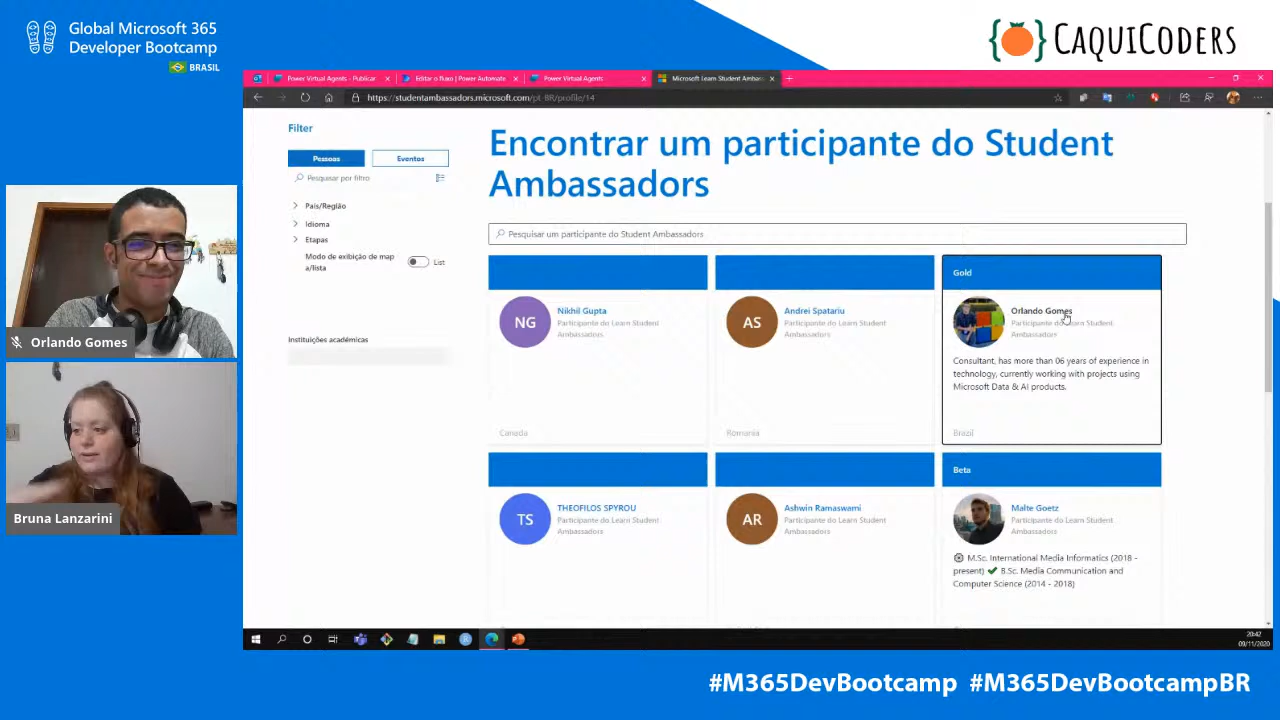 Global Microsoft 365
Developer Bootcamp
BRASIL
{ } CAQUICODERS
Power Virtual Agents - Publicar
Editar o fluxo | Power Automate
Power Virtual Agents
Microsoft Learn Student Ambas
https://studentambassadors.microsoft.com/pt-BR/profile/14
Filter
Pessoas
Eventos
Pesquisar por filtro
País/Região
Idioma
Etapas
Modo de exibição de map
a/lista
List
Instituições acadêmicas
Encontrar um participante do Student
Ambassadors
Pesquisar um participante do Student Ambassadors
NG
Nikhil Gupta
Participante do Learn Student
Ambassadors
Canada
AS
Andrei Spatariu
Participante do Learn Student
Ambassadors
Romania
Gold
Orlando Gomes
Participante do Learn Student
Ambassadors
Consultant, has more than 06 years of experience in
technology, currently working with projects using
Microsoft Data & AI products.
Brazil
TS
THEOFILOS SPYROU
Participante do Learn Student
Ambassadors
AR
Ashwin Ramaswami
Participante do Learn Student
Ambassadors
Beta
Malte Goetz
Participante do Learn Student
Ambassadors
M.Sc. International Media Informatics (2018 -
present) ✔ B.Sc. Media Communication and
Computer Science (2014 - 2018)
Orlando Gomes
Bruna Lanzarini
20:42
09/11/2020
#M365DevBootcamp #M365DevBootcampBR